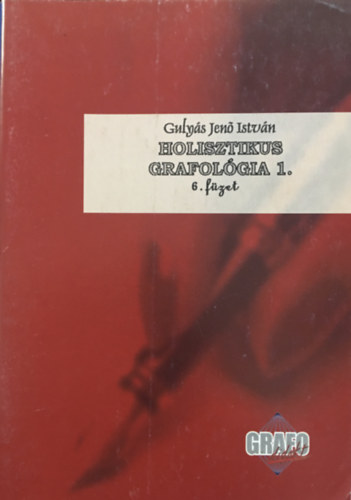 Gulyás Jenő István
HOLISZTIKUS
GRAFOLÓGIA 1.
6. füzet
GRAFO